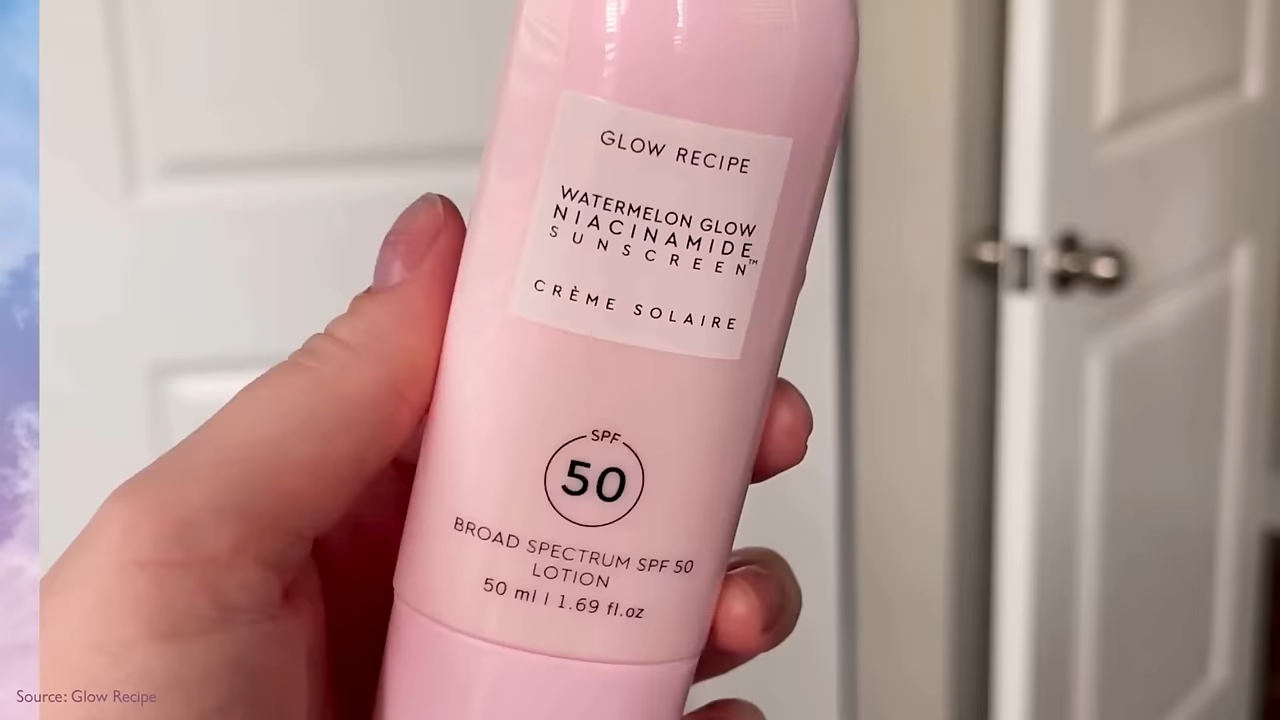 GLOW RECIPE
WATERMELON GLOW
NIACINAMIDE
SUNSCREEN™
CRÈME SOLAIRE
SPF
50
BROAD SPECTRUM SPF 50
LOTION
50 ml | 1.69 fl.oz
Source: Glow Recipe